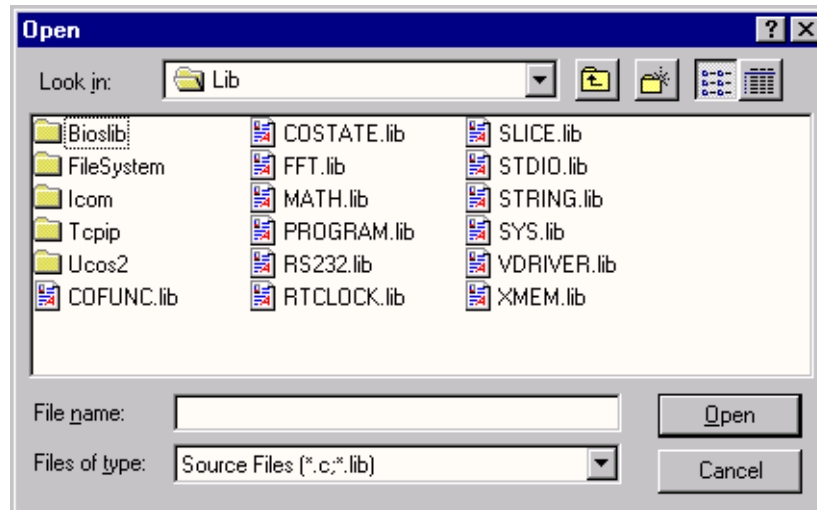 Open
Look in: Lib
Bioslib COSTATE.lib SLICE.lib
FileSystem FFT.lib STDIO.lib
Icom MATH.lib STRING.lib
Tcpip PROGRAM.lib SYS.lib
Ucos2 RS232.lib VDRIVER.lib
COFUNC.lib RTCLOCK.lib XMEM.lib
File name: Open
Files of type: Source Files (*.c;*.lib) Cancel